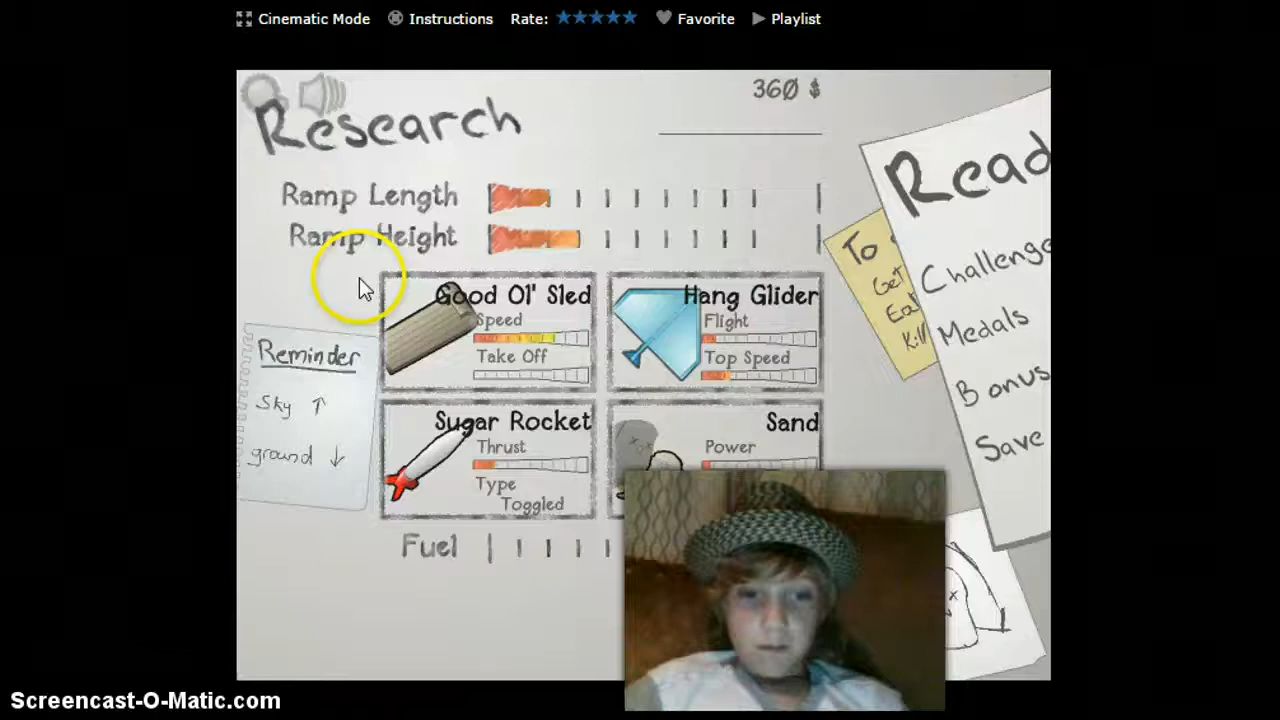 Cinematic Mode Instructions Rate: Favorite Playlist
360 $
Research
Ramp Length
Ramp Height
Good Ol' Sled
Speed
Take Off
Hang Glider
Flight
Top Speed
Sugar Rocket
Thrust
Type
Toggled
Sand
Power
Fuel
Reminder
Sky ↑
ground ↓
To
Get
Kill
Read
Challenge
Medals
Bonus
Save
Screencast-O-Matic.com